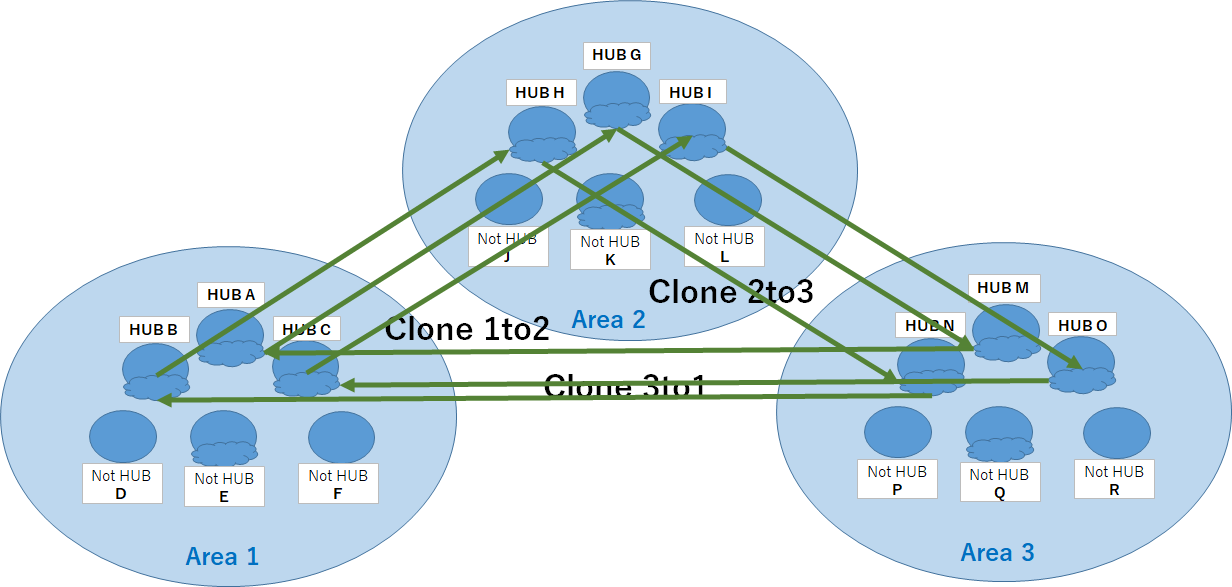 HUB G
HUB H
HUB I
Not HUB
J
Not HUB
K
Not HUB
L
Clone 2to3
Area 2
HUB A
HUB B
HUB C
Clone 1to2
HUB M
HUB N
HUB O
Clone 3to1
Not HUB
D
Not HUB
E
Not HUB
F
Area 1
Not HUB
P
Not HUB
Q
Not HUB
R
Area 3